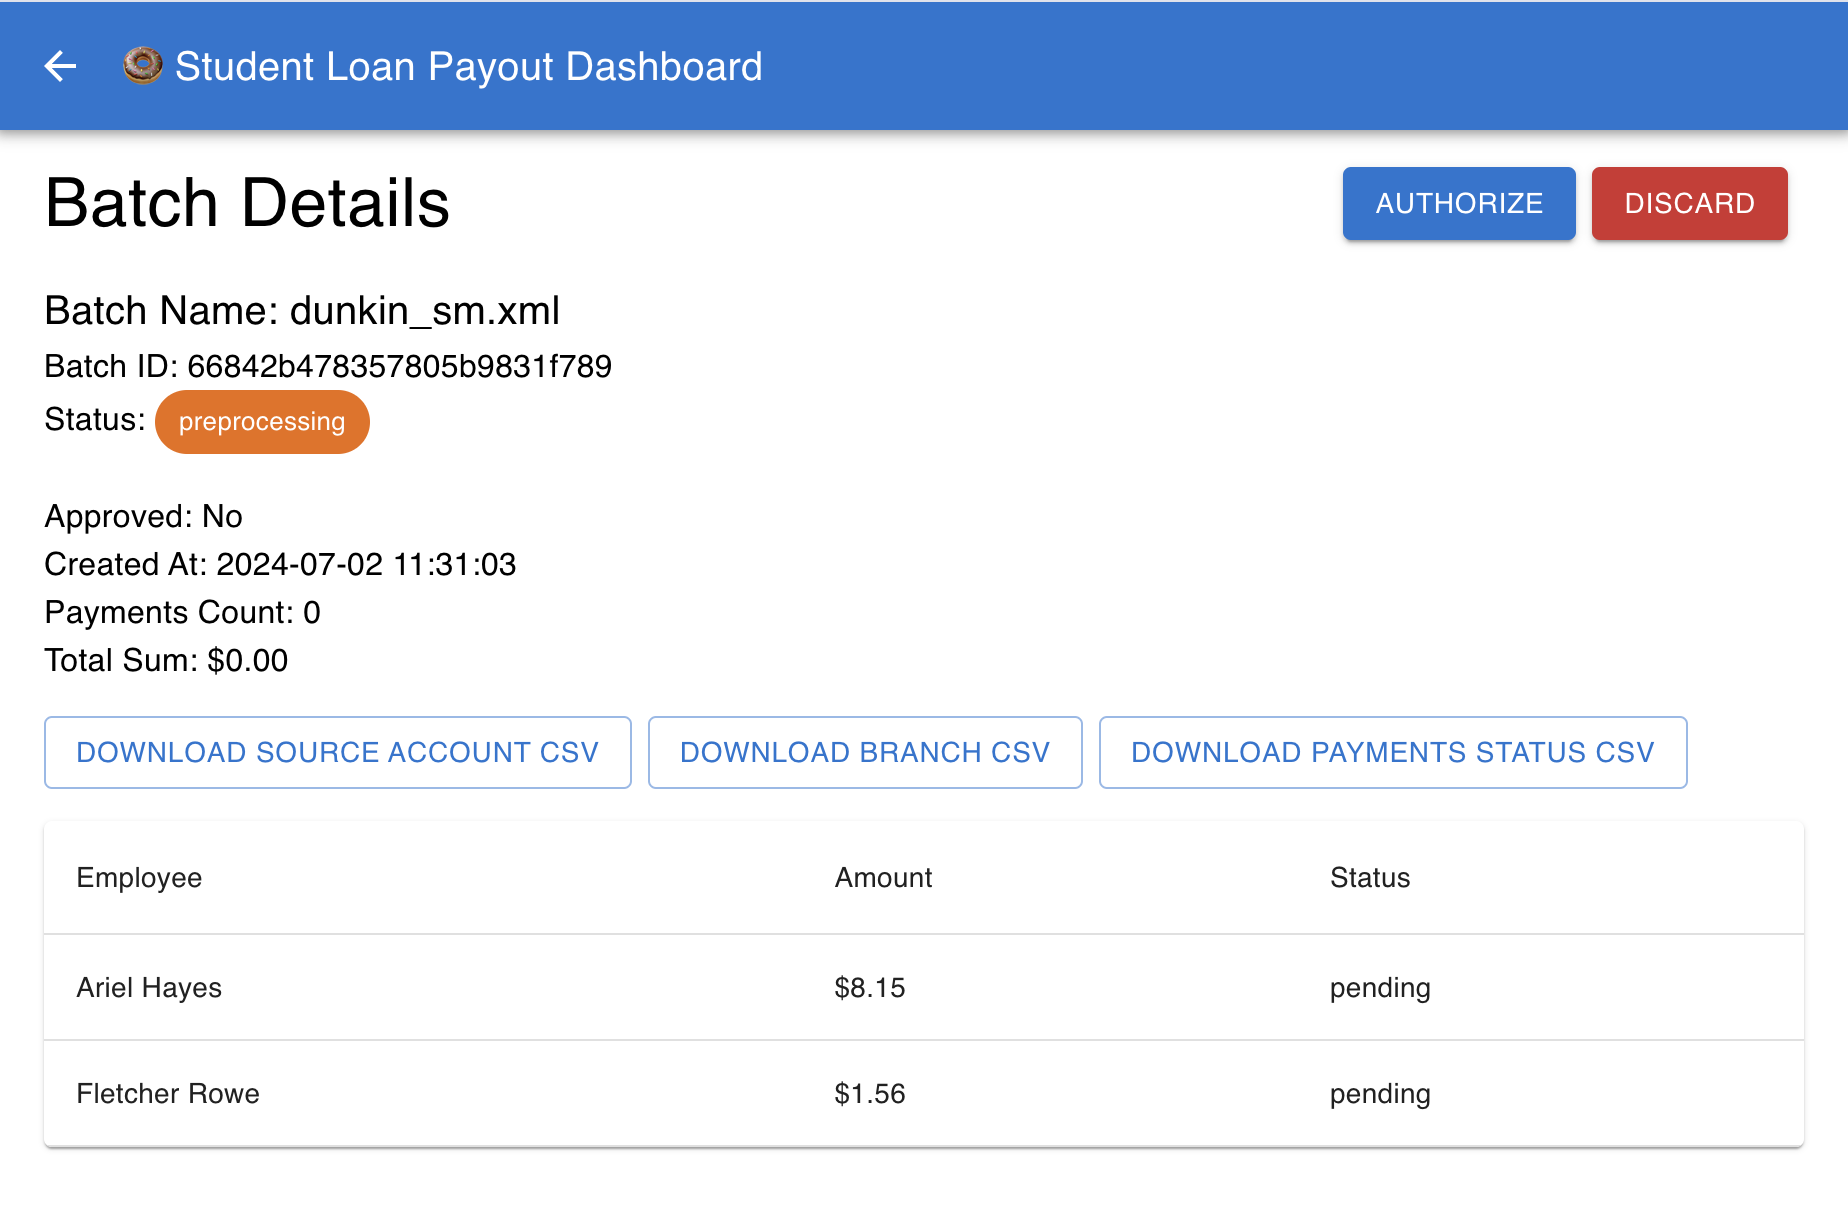 Student Loan Payout Dashboard
Batch Details
AUTHORIZE
DISCARD
Batch Name: dunkin_sm.xml
Batch ID: 66842b478357805b9831f789
Status: preprocessing
Approved: No
Created At: 2024-07-02 11:31:03
Payments Count: 0
Total Sum: $0.00
DOWNLOAD SOURCE ACCOUNT CSV
DOWNLOAD BRANCH CSV
DOWNLOAD PAYMENTS STATUS CSV
Employee Amount Status
Ariel Hayes $8.15 pending
Fletcher Rowe $1.56 pending